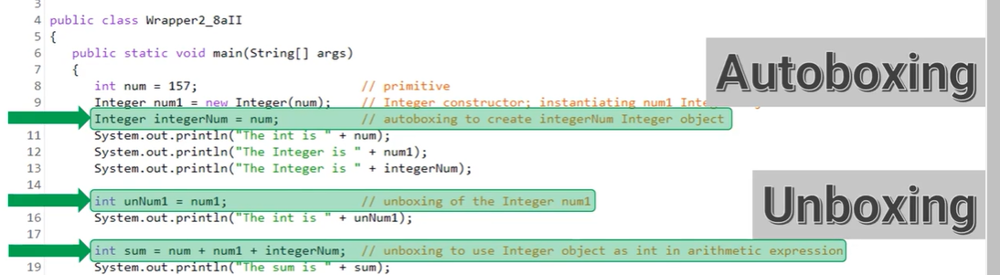 3
4 public class Wrapper2_8aII
5 {
6 public static void main(String[] args)
7 {
8 int num = 157; // primitive
9 Integer num1 = new Integer(num); // Integer constructor; instantiating num1
Integer integerNum = num; // autoboxing to create integerNum Integer object
11 System.out.println("The int is " + num);
12 System.out.println("The Integer is " + num1);
13 System.out.println("The Integer is " + integerNum);
14
int unNum1 = num1; // unboxing of the Integer num1
16 System.out.println("The int is " + unNum1);
17
int sum = num + num1 + integerNum; // unboxing to use Integer object as int in arithmetic expression
19 System.out.println("The sum is " + sum);
Autoboxing
Unboxing